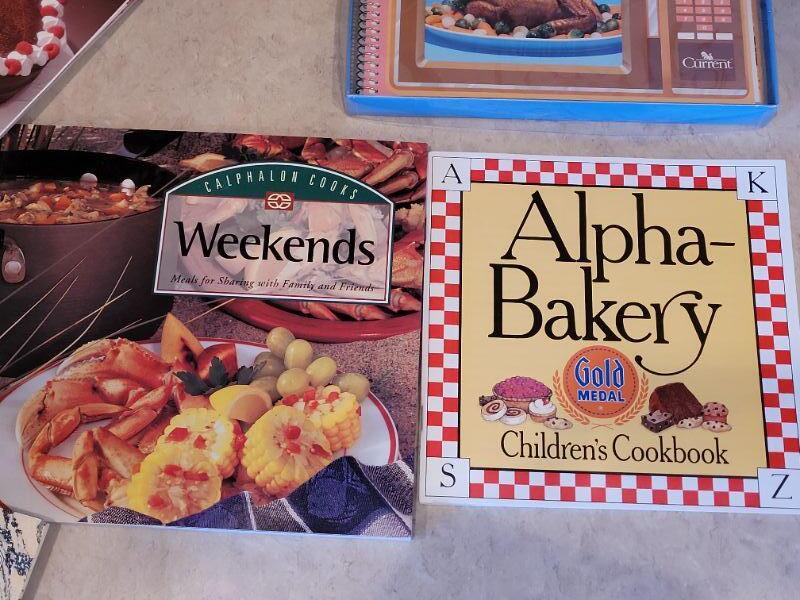 Current
CALPHALON COOKS
Weekends
Meals for Sharing with Family and Friends
A
K
Alpha-
Bakery
Gold
MEDAL
Children's Cookbook
S
Z